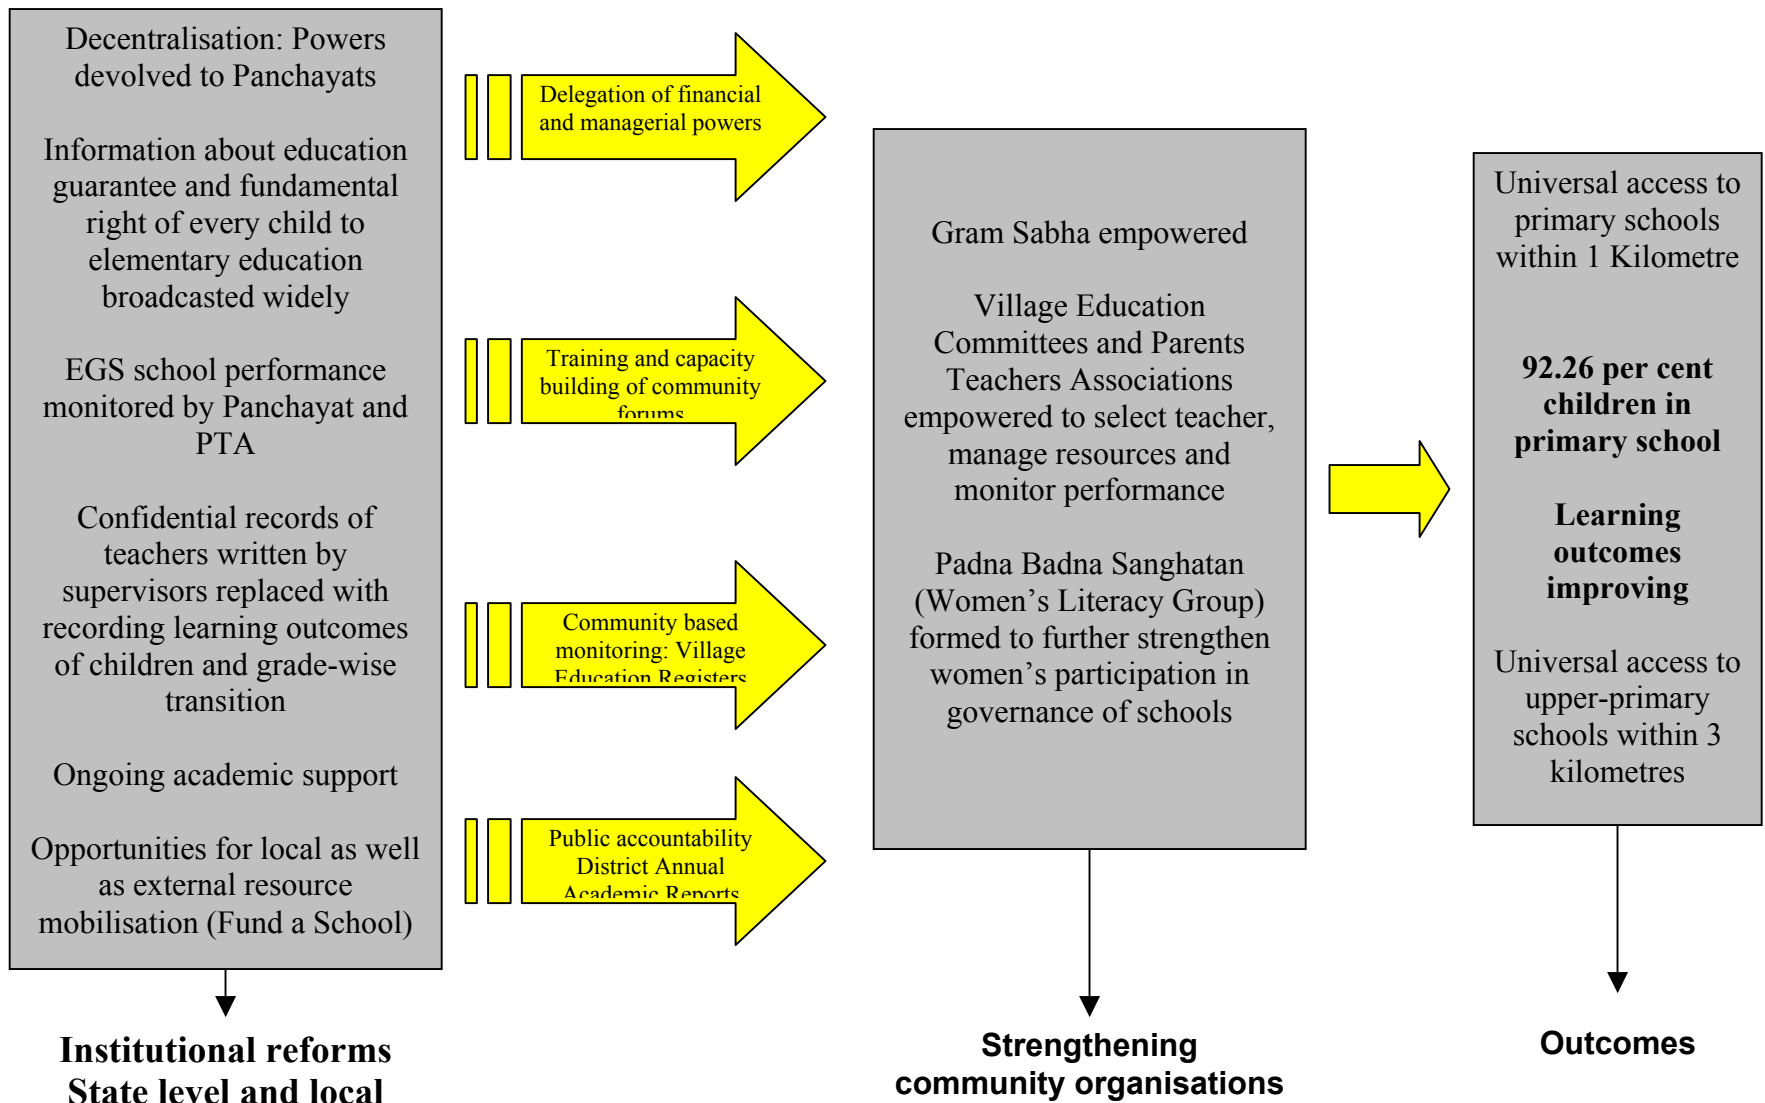 Decentralisation: Powers
devolved to Panchayats
Information about education
guarantee and fundamental
right of every child to
elementary education
broadcasted widely
EGS school performance
monitored by Panchayat and
PTA
Confidential records of
teachers written by
supervisors replaced with
recording learning outcomes
of children and grade-wise
transition
Ongoing academic support
Opportunities for local as well
as external resource
mobilisation (Fund a School)
Institutional reforms
State level and local
Delegation of financial
and managerial powers
Training and capacity
building of community
forums
Community based
monitoring: Village
Education Registers
Public accountability
District Annual
Academic Reports
Gram Sabha empowered
Village Education
Committees and Parents
Teachers Associations
empowered to select teacher,
manage resources and
monitor performance
Padna Badna Sanghatan
(Women’s Literacy Group)
formed to further strengthen
women’s participation in
governance of schools
Strengthening
community organisations
Universal access to
primary schools
within 1 Kilometre
92.26 per cent
children in
primary school
Learning
outcomes
improving
Universal access to
upper-primary
schools within 3
kilometres
Outcomes